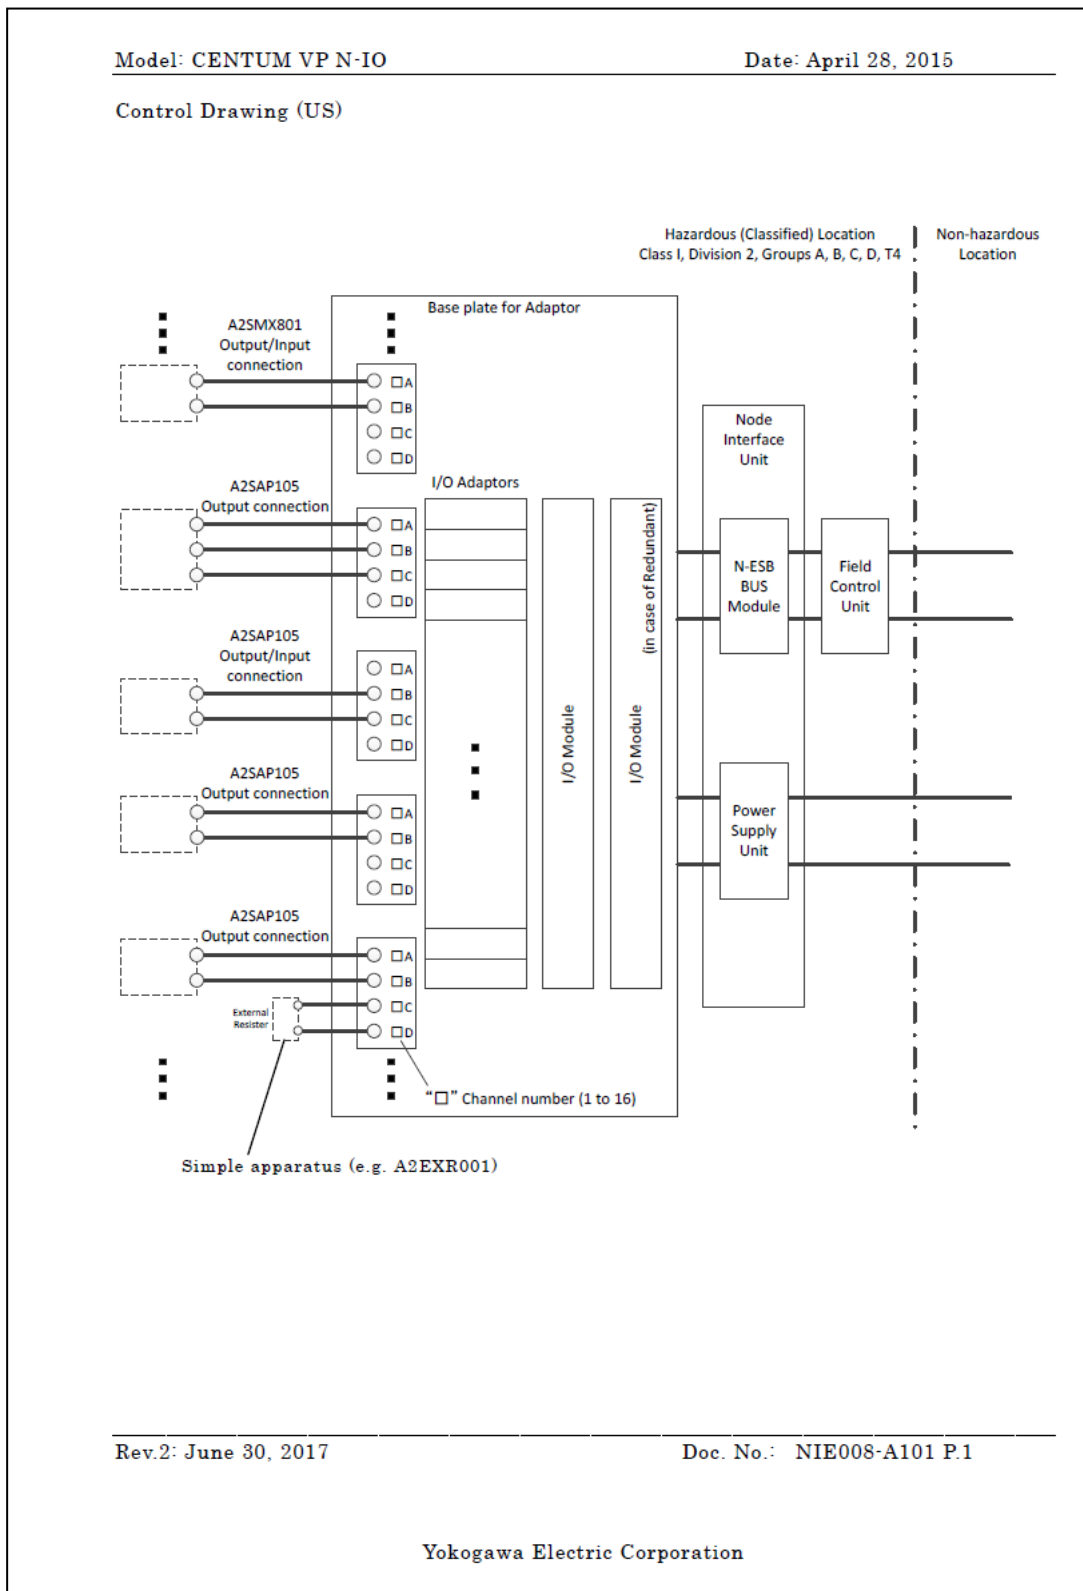 Model: CENTUM VP N-IO
Date: April 28, 2015
Control Drawing (US)
Hazardous (Classified) Location
Class I, Division 2, Groups A, B, C, D, T4
Non-hazardous
Location
Base plate for Adaptor
A2SMX801
Output/Input
connection
□A
□B
□C
□D
Node
Interface
Unit
I/O Adaptors
A2SAP105
Output connection
□A
□B
□C
□D
I/O Module
I/O Module
(in case of Redundant)
N-ESB
BUS
Module
Field
Control
Unit
A2SAP105
Output/Input
connection
□A
□B
□C
□D
A2SAP105
Output connection
□A
□B
□C
□D
Power
Supply
Unit
A2SAP105
Output connection
□A
□B
□C
□D
External
Resister
"□" Channel number (1 to 16)
Simple apparatus (e.g. A2EXR001)
Rev.2: June 30, 2017
Doc. No.: NIE008-A101 P.1
Yokogawa Electric Corporation